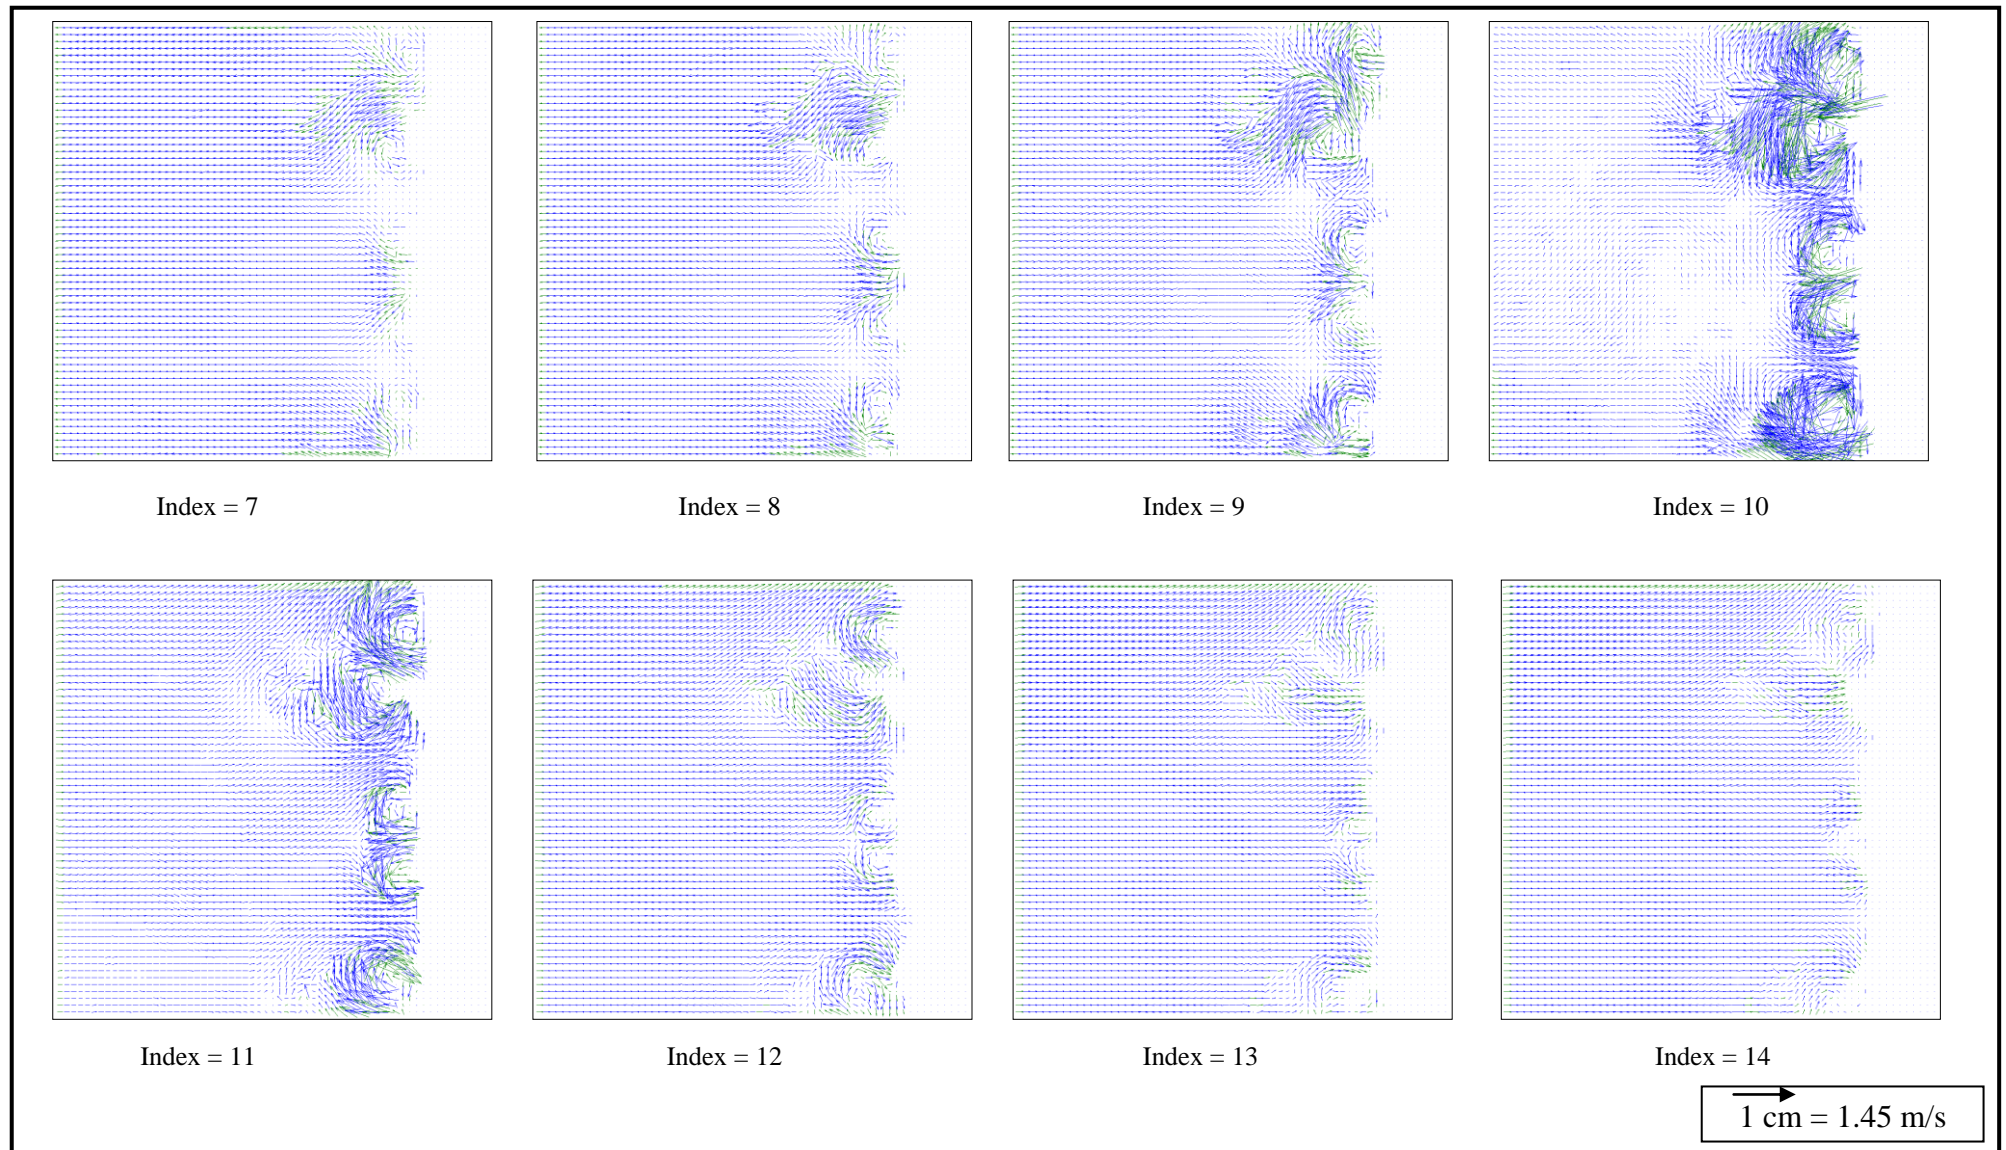 Index = 7
Index = 8
Index = 9
Index = 10
Index = 11
Index = 12
Index = 13
Index = 14
1 cm = 1.45 m/s